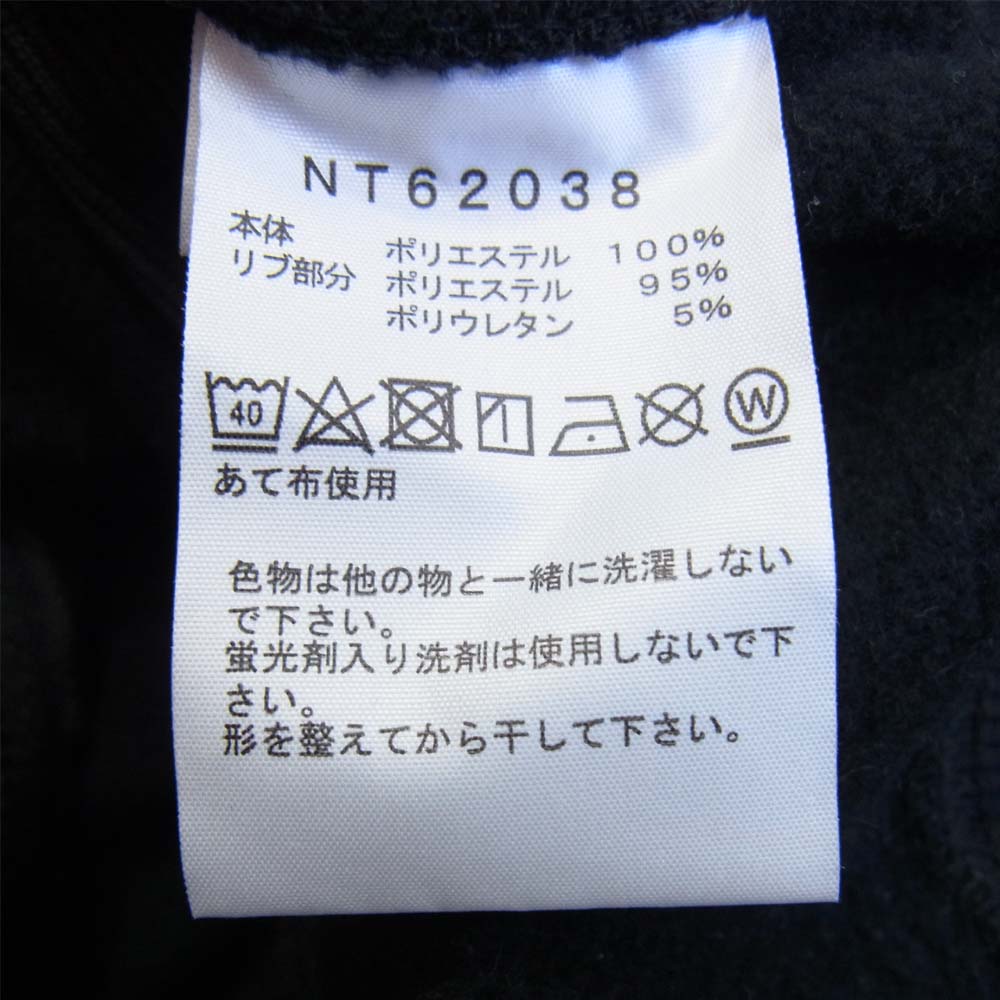 NT62038
本体 ポリエステル 100%
リブ部分 ポリエステル 95%
ポリウレタン 5%
40 W
あて布使用
色物は他の物と一緒に洗濯しない
で下さい。
蛍光剤入り洗剤は使用しないで下
さい。
形を整えてから干して下さい。